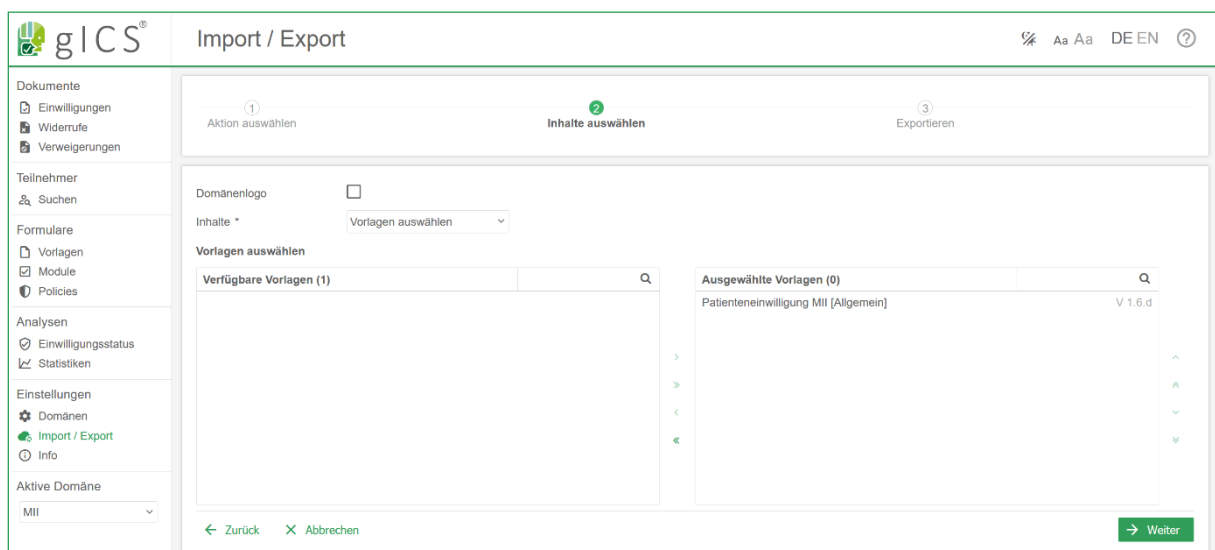 gICS®
Import / Export
Aa Aa DE EN ?
Dokumente
Einwilligungen
Widerrufe
Verweigerungen
Teilnehmer
Suchen
Formulare
Vorlagen
Module
Policies
Analysen
Einwilligungsstatus
Statistiken
Einstellungen
Domänen
Import / Export
Info
Aktive Domäne
MII
1 2 3
Aktion auswählen Inhalte auswählen Exportieren
Domänenlogo
Inhalte * Vorlagen auswählen
Vorlagen auswählen
Verfügbare Vorlagen (1) Ausgewählte Vorlagen (0)
Patienteneinwilligung MII [Allgemein] V 1.6.d
Zurück Abbrechen Weiter